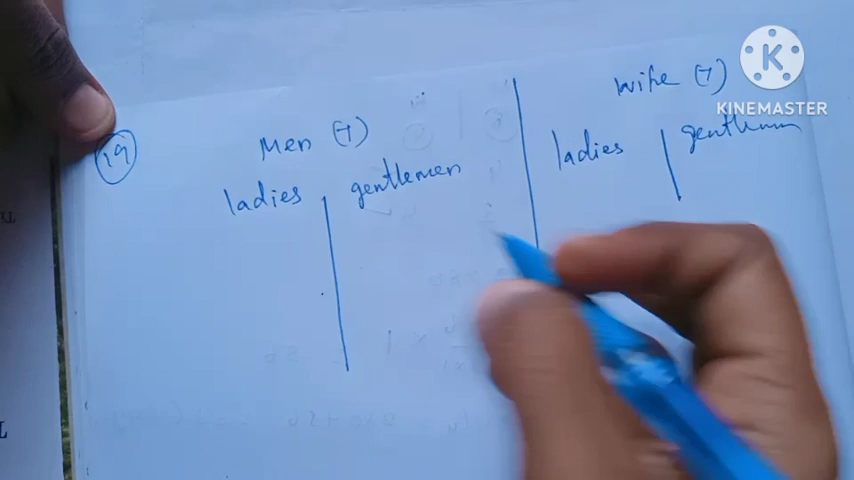 K
KINEMASTER
19
Men (7)
wife (7)
ladies
gentlemen
ladies
gentlemen